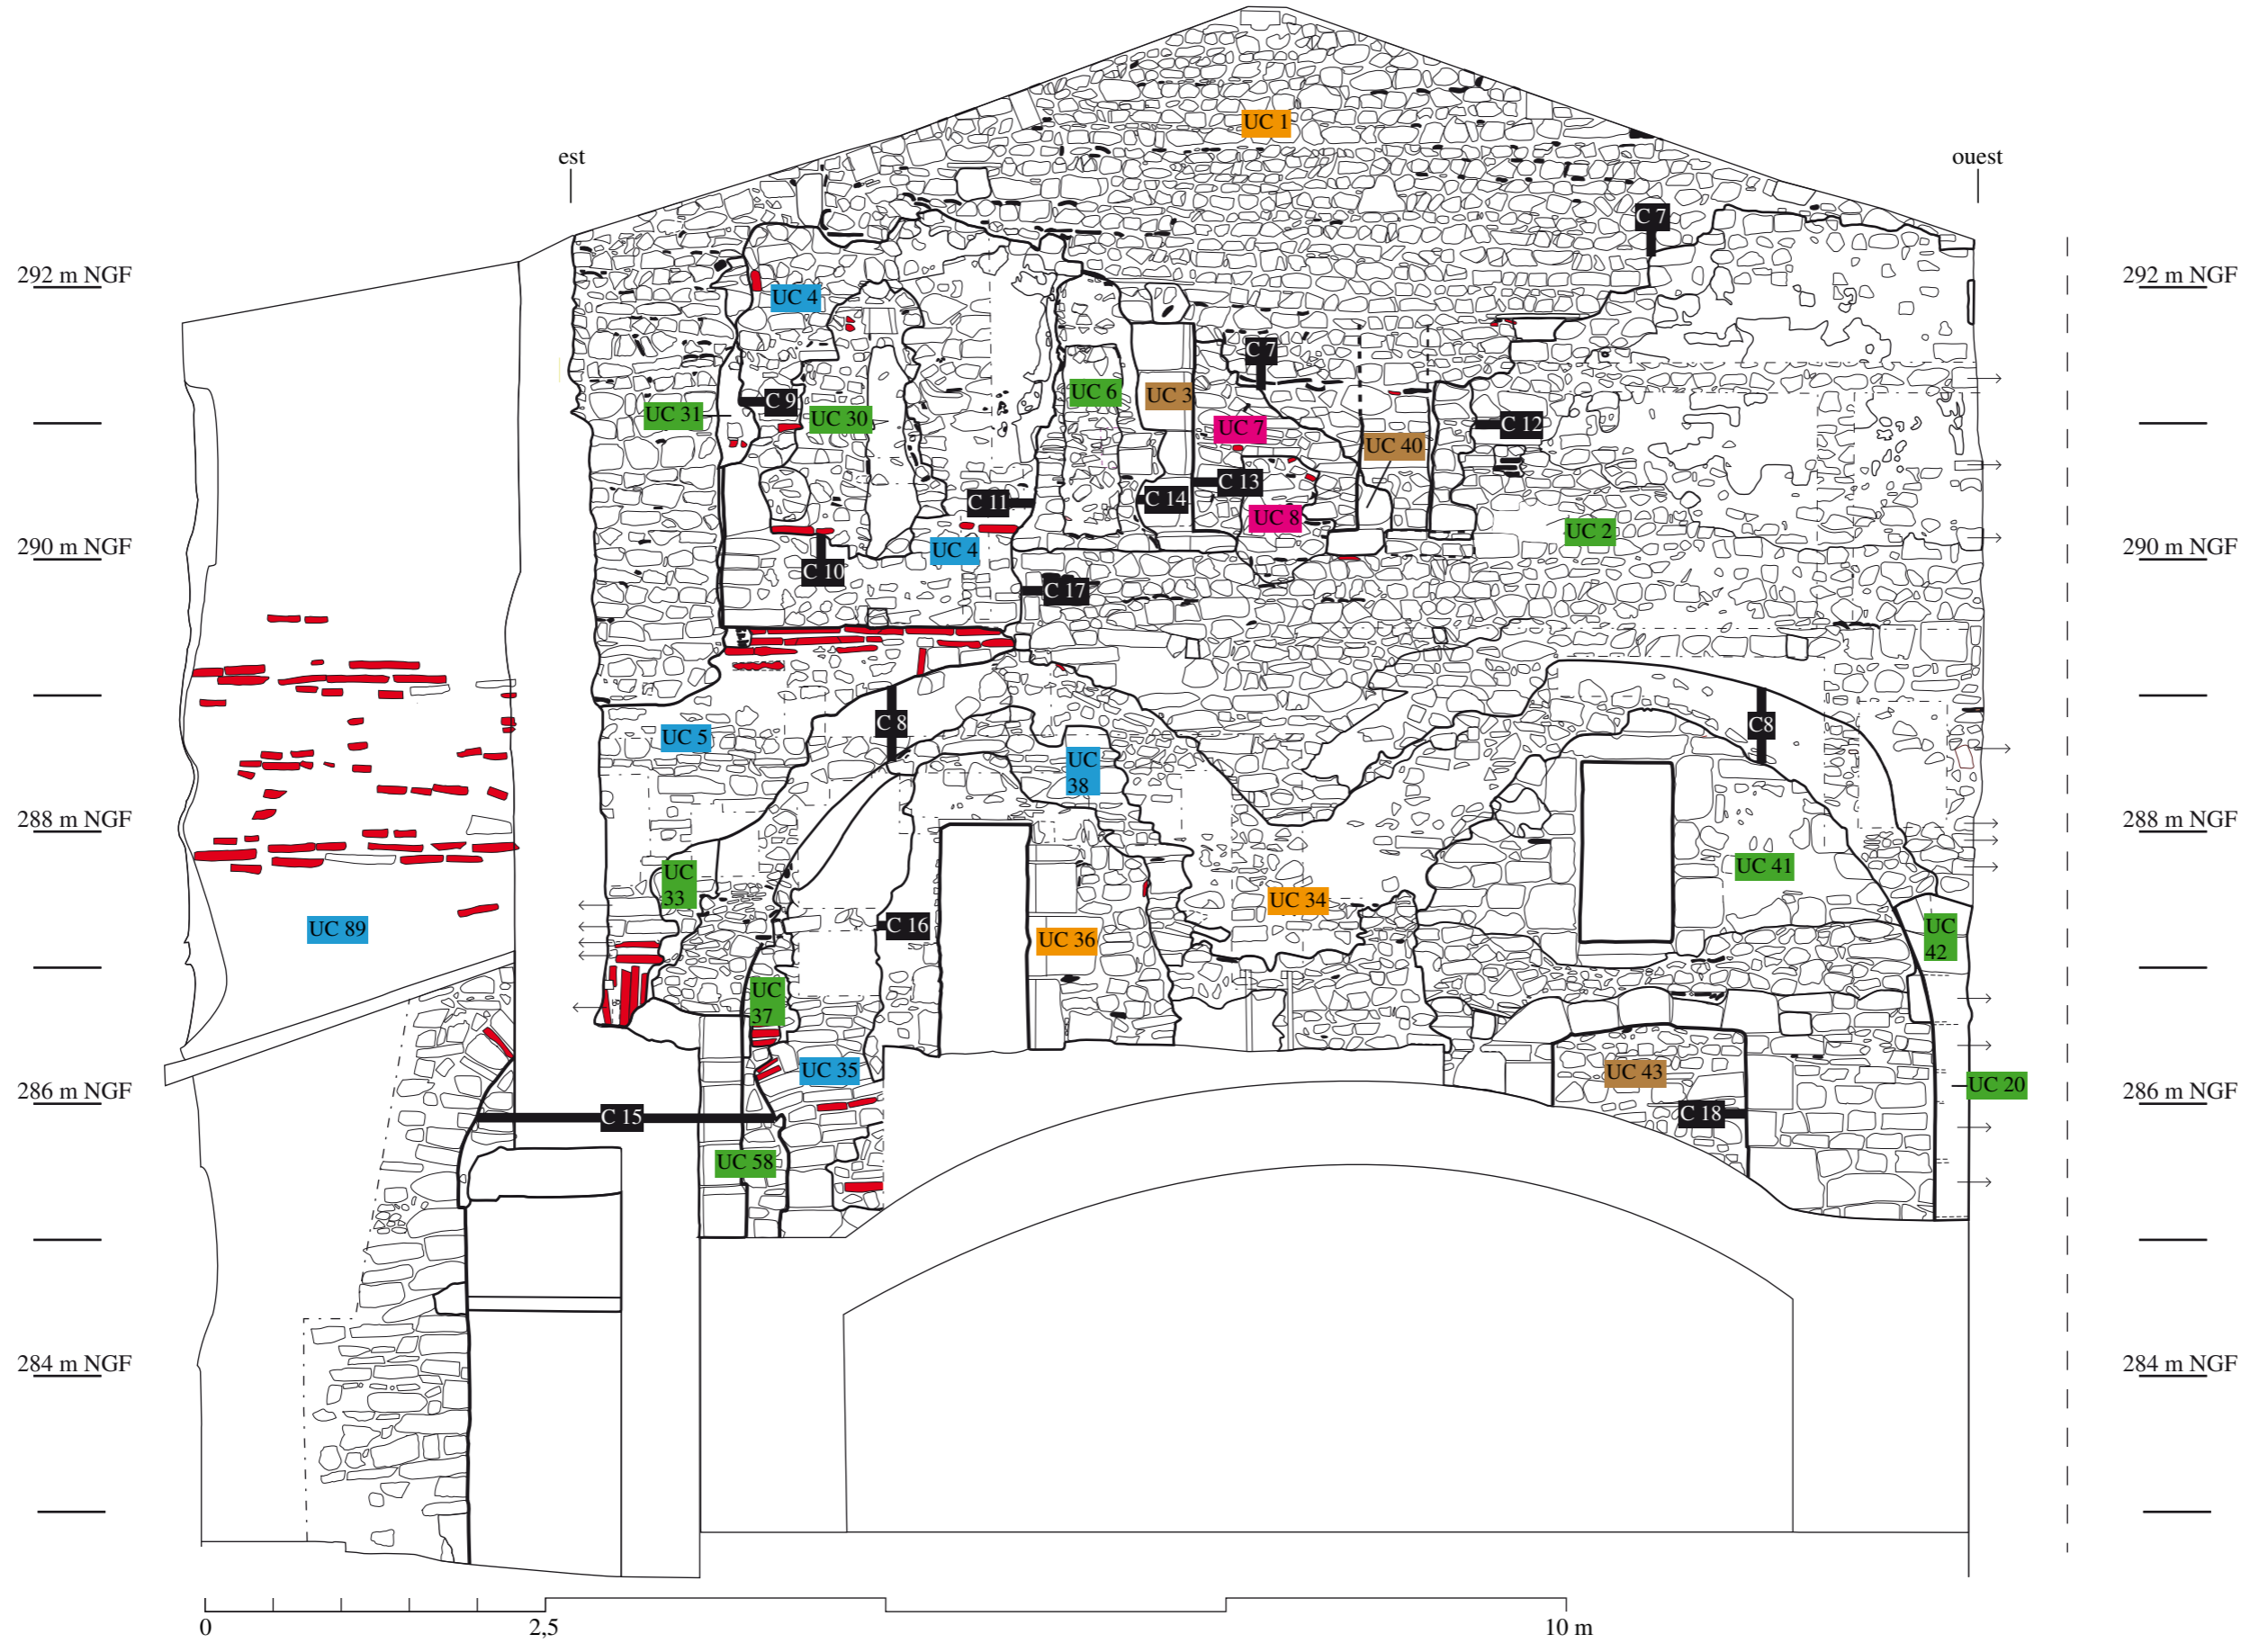 UC 1
est
ouest
C 7
292 m NGF
292 m NGF
UC 4
C 7
UC 6
UC 3
C 9
UC 31
UC 30
C 12
UC 7
UC 40
C 13
C 14
C 11
UC 8
UC 2
290 m NGF
UC 4
290 m NGF
C 10
C 17
C 8
C8
UC 5
UC
38
288 m NGF
288 m NGF
UC 41
UC
33
UC 34
UC 89
C 16
UC 36
UC
42
UC
37
UC 35
UC 43
UC 20
286 m NGF
286 m NGF
C 15
C 18
UC 58
284 m NGF
284 m NGF
0
2,5
10 m